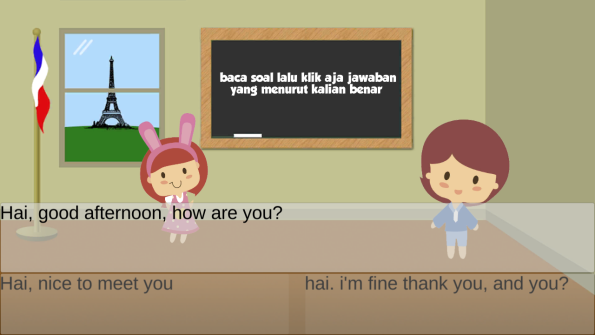 baca soal lalu klik aja jawaban
yang menurut kalian benar
Hai, good afternoon, how are you?
Hai, nice to meet you
hai. i'm fine thank you, and you?